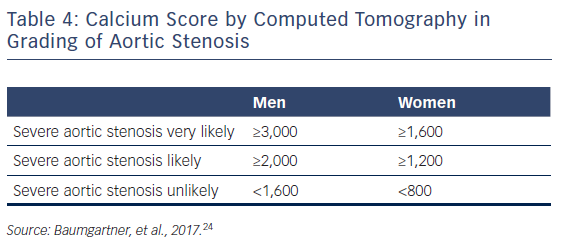 Table 4: Calcium Score by Computed Tomography in
Grading of Aortic Stenosis
Men Women
Severe aortic stenosis very likely ≥3,000 ≥1,600
Severe aortic stenosis likely ≥2,000 ≥1,200
Severe aortic stenosis unlikely <1,600 <800
Source: Baumgartner, et al., 2017.24